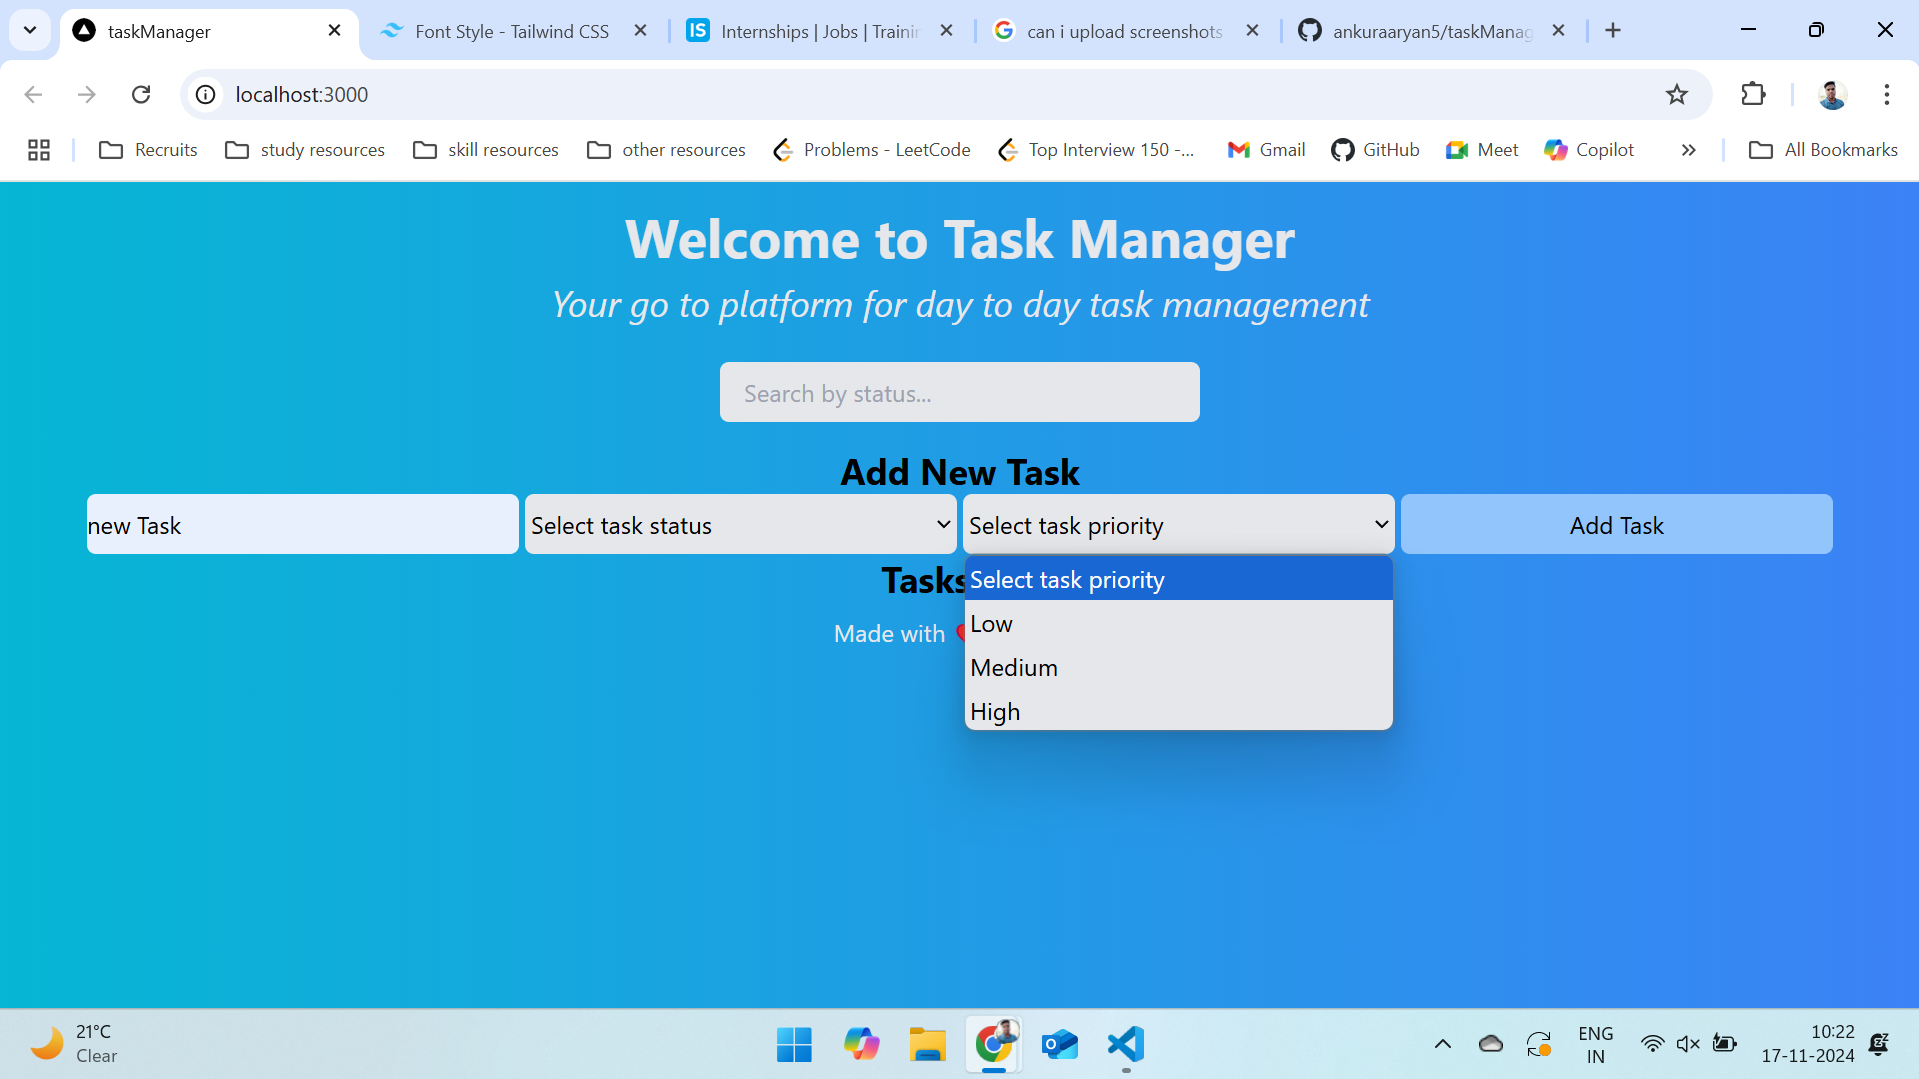 taskManager
Font Style - Tailwind CSS
IS
Internships | Jobs | Trainin
can i upload screenshots
ankuraaryan5/taskManag
localhost:3000
Recruits
study resources
skill resources
other resources
Problems - LeetCode
Top Interview 150 -...
Gmail
GitHub
Meet
Copilot
All Bookmarks
Welcome to Task Manager
Your go to platform for day to day task management
Search by status...
Add New Task
new Task
Select task status
Select task priority
Add Task
Tasks
Select task priority
Low
Medium
High
Made with
21°C
Clear
ENG
IN
10:22
17-11-2024